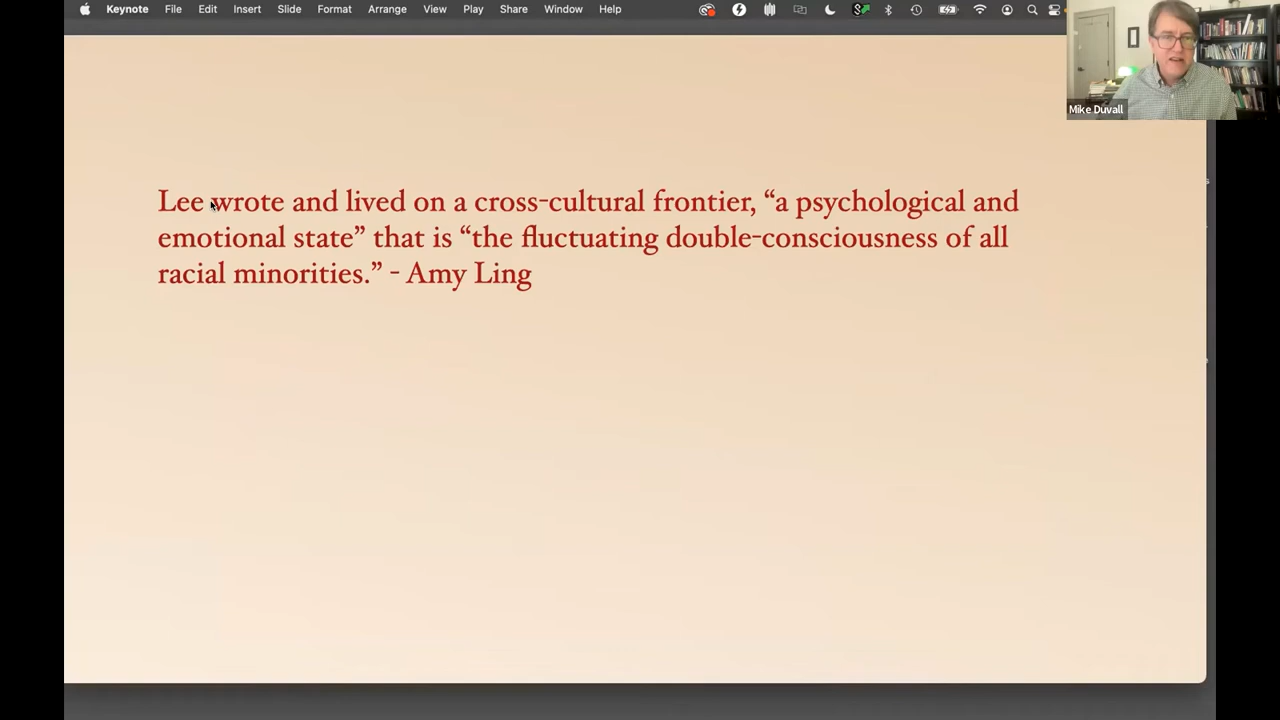 Keynote File Edit Insert Slide Format Arrange View Play Share Window Help
Mike Duvall
Lee wrote and lived on a cross-cultural frontier, “a psychological and
emotional state” that is “the fluctuating double-consciousness of all
racial minorities.” - Amy Ling